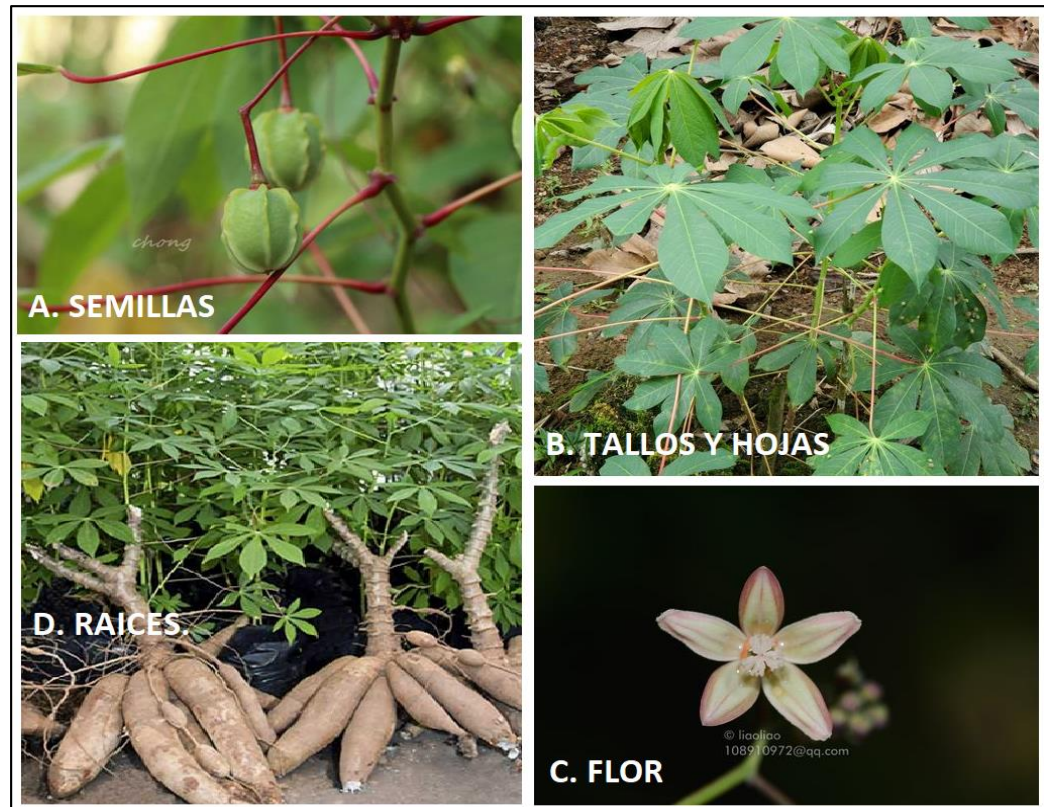 chong
A. SEMILLAS
B. TALLOS Y HOJAS
D. RAICES.
© liaoliao
108910972@qq.com
C. FLOR